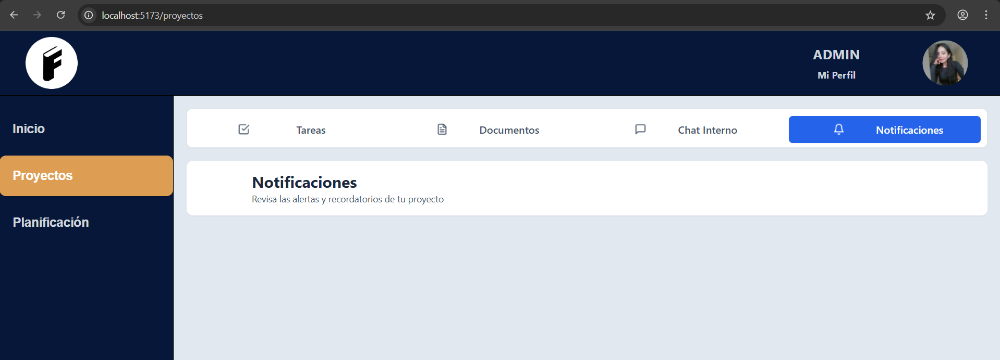 localhost:5173/proyectos
F
ADMIN
Mi Perfil
Inicio
Proyectos
Planificación
Tareas
Documentos
Chat Interno
Notificaciones
Notificaciones
Revisa las alertas y recordatorios de tu proyecto